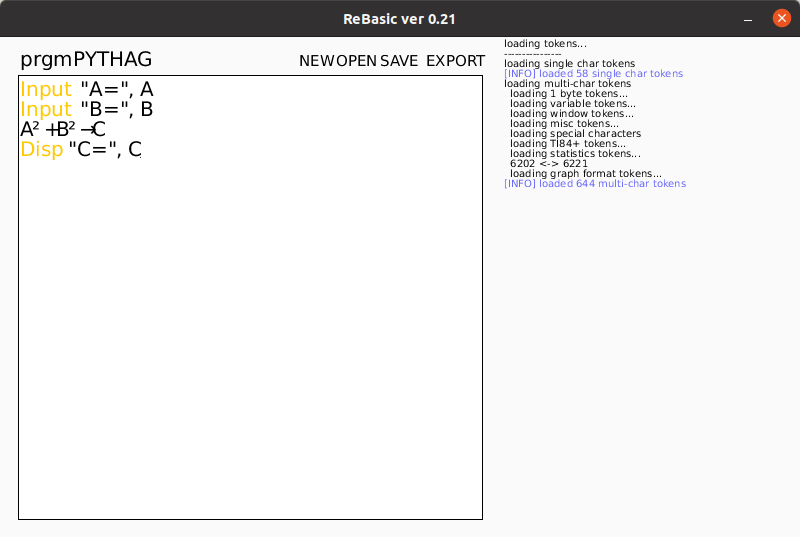 ReBasic ver 0.21
prgmPYTHAG
NEW OPEN SAVE EXPORT
Input "A=", A
Input "B=", B
A²+B²→C
Disp "C=", C
loading tokens...
----------------
loading single char tokens
[INFO] loaded 58 single char tokens
loading multi-char tokens
loading 1 byte tokens...
loading variable tokens...
loading window tokens...
loading misc tokens...
loading special characters
loading TI84+ tokens...
loading statistics tokens...
6202 <-> 6221
loading graph format tokens...
[INFO] loaded 644 multi-char tokens